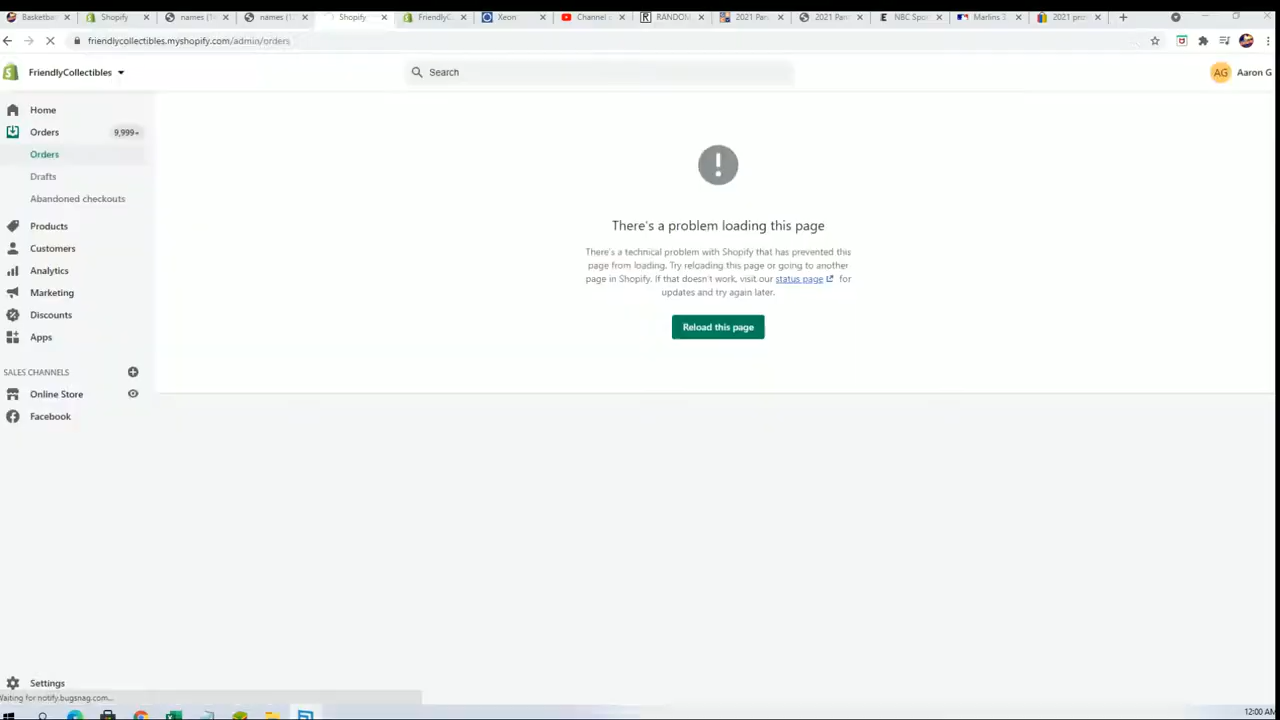 Basketba
Shopify
names (1
names (1
Shopify
FriendlyC
Xeon
Channel
RANDOM
2021 Pan
2021 Pan
NBC Spo
Marlins 3
2021 priz
friendlycollectibles.myshopify.com/admin/orders
FriendlyCollectibles
Search
AG
Aaron G
Home
Orders
9,999+
Orders
Drafts
Abandoned checkouts
Products
Customers
Analytics
Marketing
Discounts
Apps
SALES CHANNELS
Online Store
Facebook
There's a problem loading this page
There's a technical problem with Shopify that has prevented this
page from loading. Try reloading this page or going to another
page in Shopify. If that doesn't work, visit our status page for
updates and try again later.
Reload this page
Settings
Waiting for notify.bugsnag.com...
12:00 AM